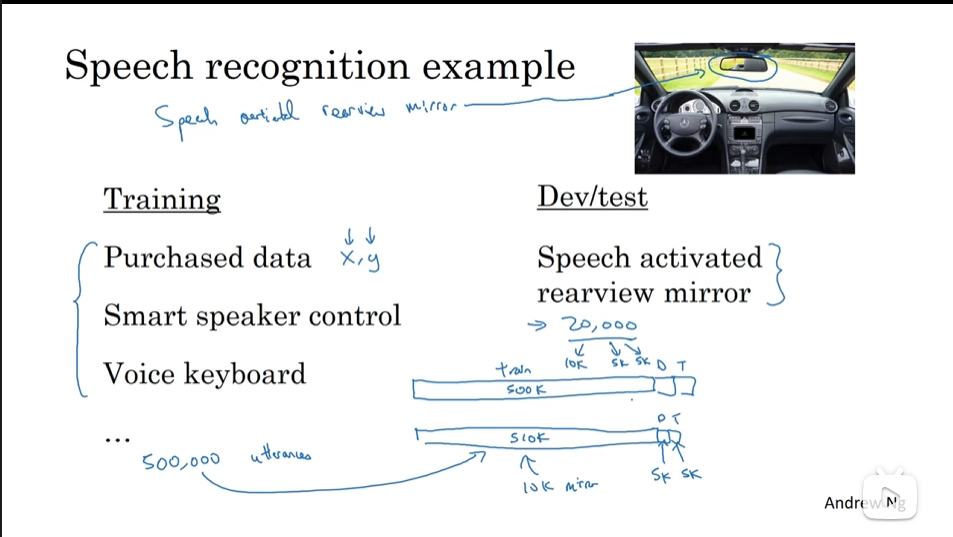 Speech recognition example
Speech activated rearview mirror
Training
Purchased data x, y
Smart speaker control
Voice keyboard
...
500,000 utterances
Dev/test
Speech activated
rearview mirror
→ 20,000
10K 5K 5K
train D T
500K
D T
510K
10K mirror
5K 5K
Andrew Ng